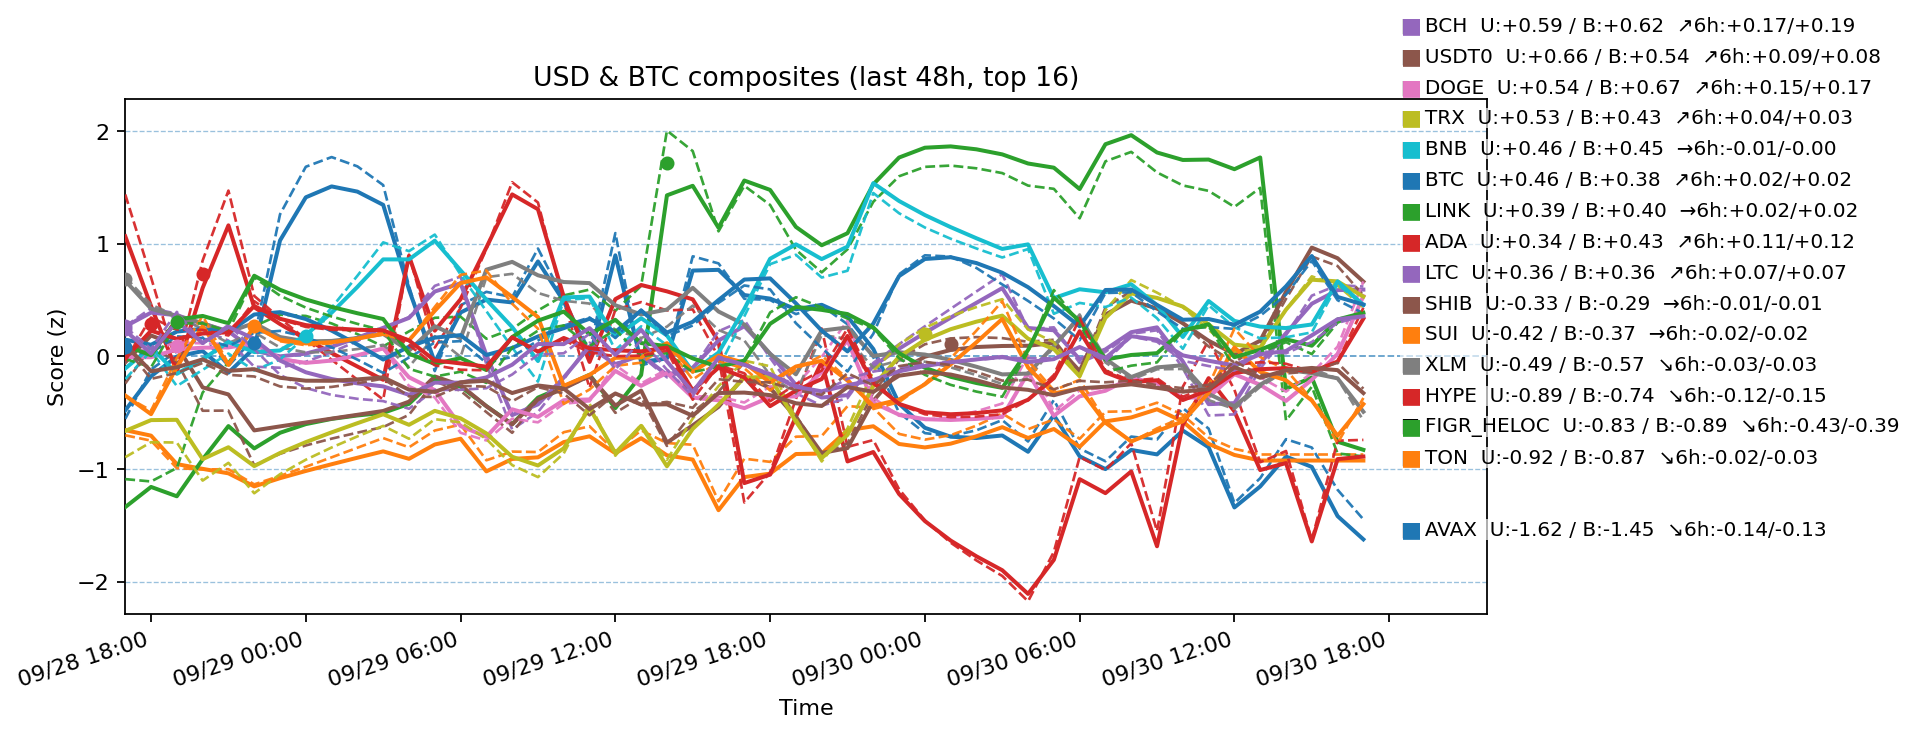 BCH U:+0.59 / B:+0.62 ↗6h:+0.17/+0.19
USDT0 U:+0.66 / B:+0.54 ↗6h:+0.09/+0.08
USD & BTC composites (last 48h, top 16)
DOGE U:+0.54 / B:+0.67 ↗6h:+0.15/+0.17
TRX U:+0.53 / B:+0.43 ↗6h:+0.04/+0.03
BNB U:+0.46 / B:+0.45 →6h:-0.01/-0.00
BTC U:+0.46 / B:+0.38 ↗6h:+0.02/+0.02
LINK U:+0.39 / B:+0.40 →6h:+0.02/+0.02
ADA U:+0.34 / B:+0.43 ↗6h:+0.11/+0.12
LTC U:+0.36 / B:+0.36 ↗6h:+0.07/+0.07
SHIB U:-0.33 / B:-0.29 →6h:-0.01/-0.01
SUI U:-0.42 / B:-0.37 →6h:-0.02/-0.02
XLM U:-0.49 / B:-0.57 ↘6h:-0.03/-0.03
HYPE U:-0.89 / B:-0.74 ↘6h:-0.12/-0.15
FIGR_HELOC U:-0.83 / B:-0.89 ↘6h:-0.43/-0.39
TON U:-0.92 / B:-0.87 ↘6h:-0.02/-0.03
AVAX U:-1.62 / B:-1.45 ↘6h:-0.14/-0.13
Score (z)
2
1
0
−1
−2
09/28 18:00
09/29 00:00
09/29 06:00
09/29 12:00
09/29 18:00
09/30 00:00
09/30 06:00
09/30 12:00
09/30 18:00
Time